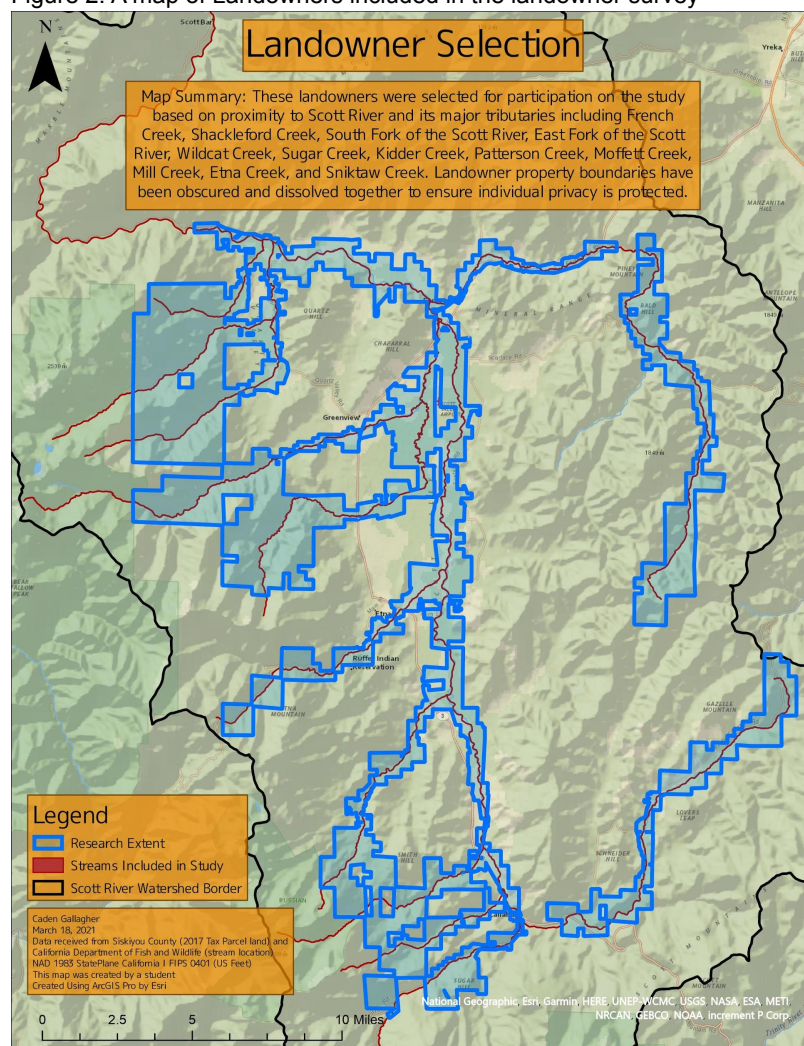 Figure 2: A map of Landowners included in the landowner survey
Scott Bar
N
Landowner Selection
Yreka
Map Summary: These landowners were selected for participation on the study
based on proximity to Scott River and its major tributaries including French
Creek, Shackleford Creek, South Fork of the Scott River, East Fork of the Scott
River, Wildcat Creek, Sugar Creek, Kidder Creek, Patterson Creek, Moffett Creek,
Mill Creek, Etna Creek, and Sniktaw Creek. Landowner property boundaries have
been obscured and dissolved together to ensure individual privacy is protected.
MANZANITA
HILL
PINEY
MOUNTAIN
ANTELOPE
MOUNTAIN
QUARTZ
HILL
MINERAL RANGE
BALD
HILL
CHAPARRAL
HILL
Greenview
Etna
Ruffey Indian
Reservation
ETNA
MOUNTAIN
GAZELLE
MOUNTAIN
3
LOVERS
LEAP
SMITH
HILL
SCHNEIDER
HILL
Legend
Research Extent
Streams Included in Study
Scott River Watershed Border
RUSSIAN
Callahan
Caden Gallagher
March 18, 2021
Data received from Siskiyou County (2017 Tax Parcel land) and
California Department of Fish and Wildlife (stream location)
NAD 1983 StatePlane California I FIPS 0401 (US Feet)
This map was created by a student
Created Using ArcGIS Pro by Esri
SUGAR
HILL
National Geographic, Esri, Garmin, HERE, UNEP-WCMC, USGS, NASA, ESA, METI,
NRCAN, GEBCO, NOAA, increment P Corp.
0 2.5 5 10 Miles
Trinity River